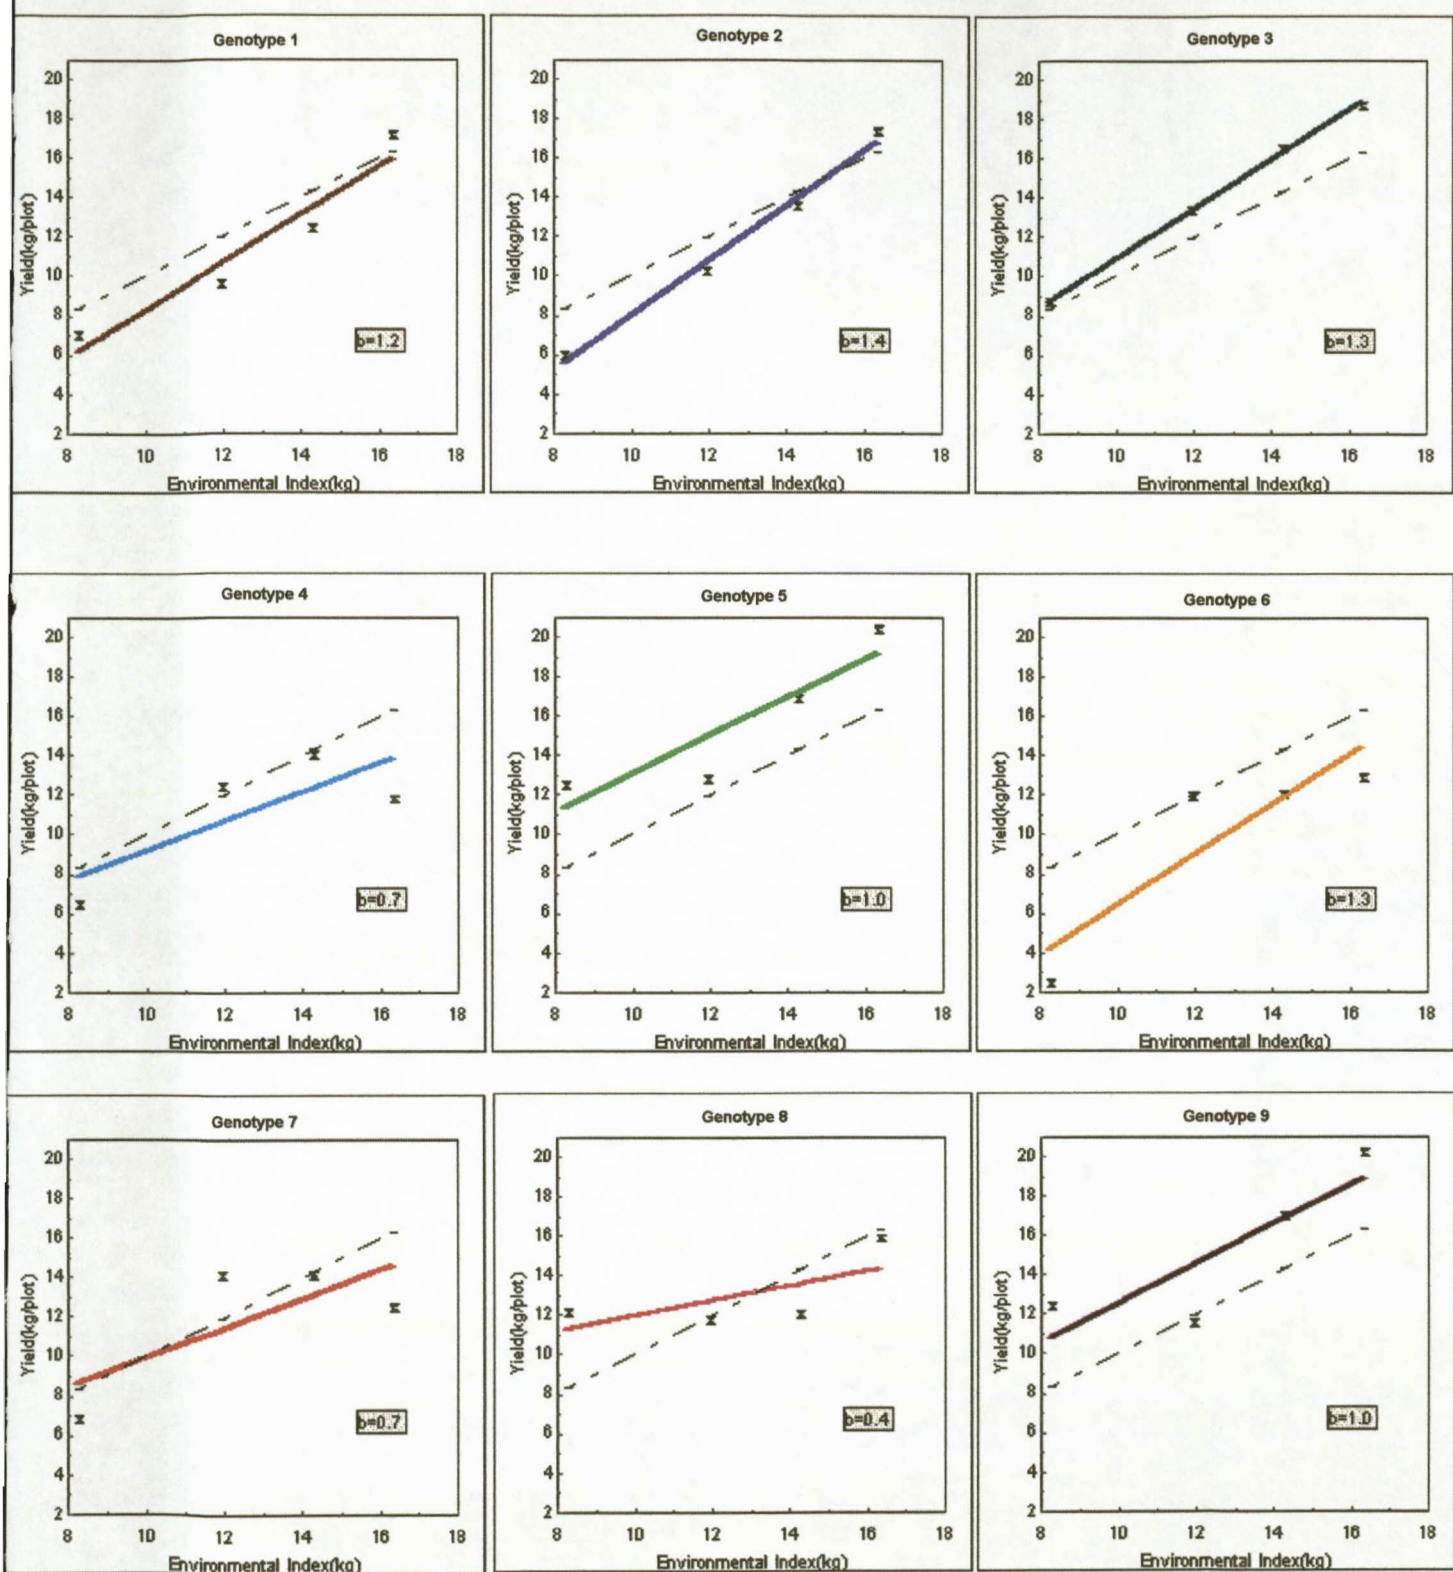 Genotype 1
Yield(kg/plot)
20
18
16
14
12
10
8
6
4
2
b=1.2
8 10 12 14 16 18
Environmental Index(kg)
Genotype 2
Yield(kg/plot)
20
18
16
14
12
10
8
6
4
2
b=1.4
8 10 12 14 16 18
Environmental Index(kg)
Genotype 3
Yield(kg/plot)
20
18
16
14
12
10
8
6
4
2
b=1.3
8 10 12 14 16 18
Environmental Index(kg)
Genotype 4
Yield(kg/plot)
20
18
16
14
12
10
8
6
4
2
b=0.7
8 10 12 14 16 18
Environmental Index(kg)
Genotype 5
Yield(kg/plot)
20
18
16
14
12
10
8
6
4
2
b=1.0
8 10 12 14 16 18
Environmental Index(kg)
Genotype 6
Yield(kg/plot)
20
18
16
14
12
10
8
6
4
2
b=1.3
8 10 12 14 16 18
Environmental Index(kg)
Genotype 7
Yield(kg/plot)
20
18
16
14
12
10
8
6
4
2
b=0.7
8 10 12 14 16 18
Environmental Index(kg)
Genotype 8
Yield(kg/plot)
20
18
16
14
12
10
8
6
4
2
b=0.4
8 10 12 14 16 18
Environmental Index(kg)
Genotype 9
Yield(kg/plot)
20
18
16
14
12
10
8
6
4
2
b=1.0
8 10 12 14 16 18
Environmental Index(kg)